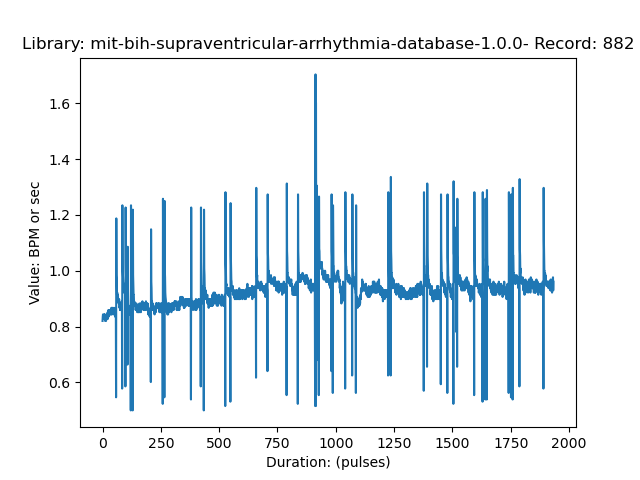 Library: mit-bih-supraventricular-arrhythmia-database-1.0.0- Record: 882
1.6
1.4
1.2
1.0
0.8
0.6
Value: BPM or sec
0 250 500 750 1000 1250 1500 1750 2000
Duration: (pulses)